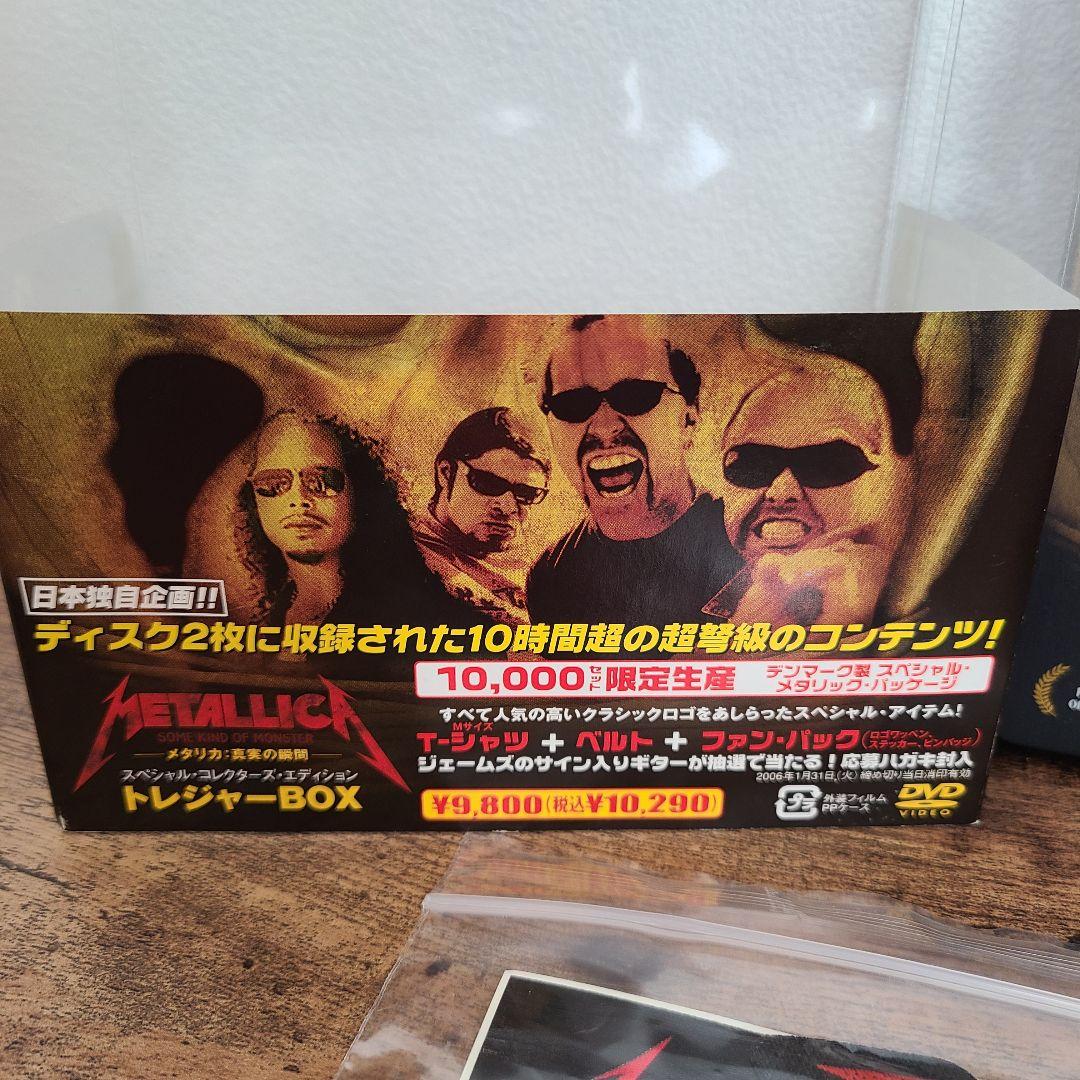 日本独自企画!!
ディスク2枚に収録された10時間超の超弩級のコンテンツ!
10,000セット限定生産 デンマーク製 スペシャル・メタリック・パッケージ
METALLICA
SOME KIND OF MONSTER
メタリカ:真実の瞬間
スペシャル・コレクターズ・エディション
トレジャーBOX
すべて人気の高いクラシックロゴをあしらったスペシャル・アイテム!
Mサイズ
T-シャツ + ベルト + ファン・パック(ロゴワッペン、ステッカー、ピンバッジ)
ジェームズのサイン入りギターが抽選で当たる!応募ハガキ封入
2006年1月31日(火)締め切り当日消印有効
¥9,800(税込¥10,290)
プラ
外装フィルム
PPケース
DVD
VIDEO